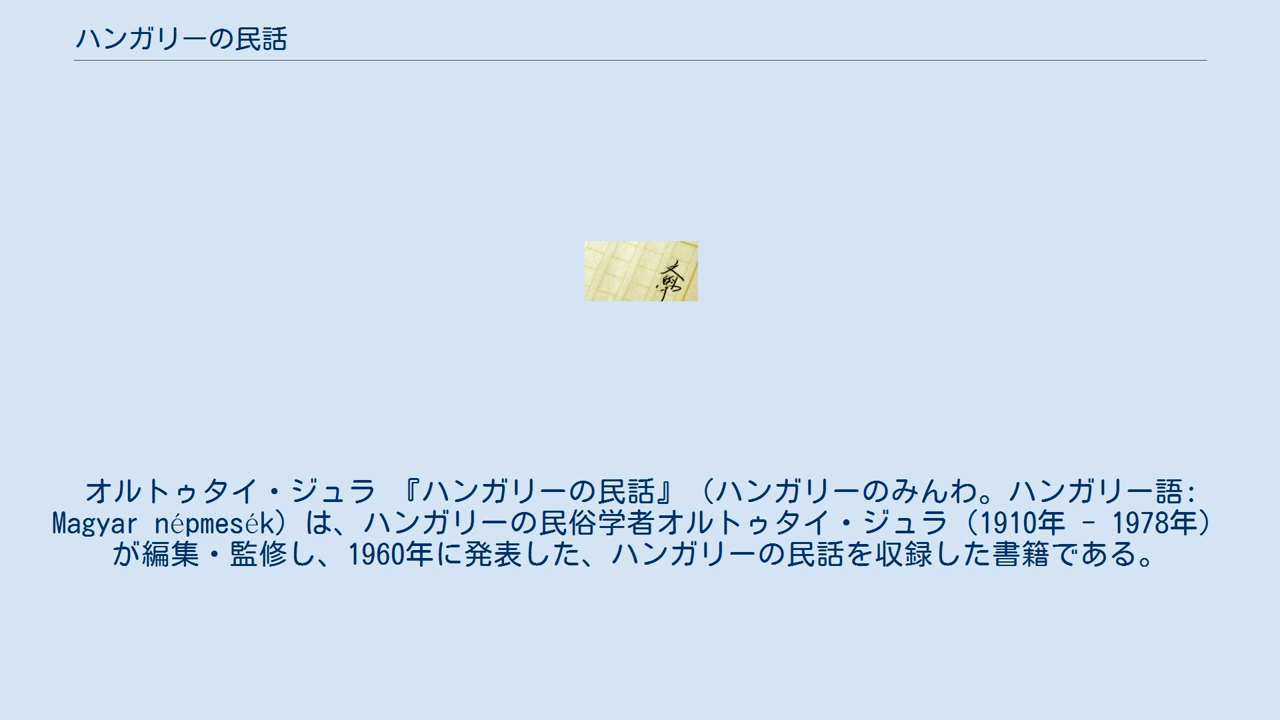 ハンガリーの民話
オルトゥタイ・ジュラ 『ハンガリーの民話』（ハンガリーのみんわ。ハンガリー語:
Magyar népmesék）は、ハンガリーの民俗学者オルトゥタイ・ジュラ（1910年 - 1978年）
が編集・監修し、1960年に発表した、ハンガリーの民話を収録した書籍である。